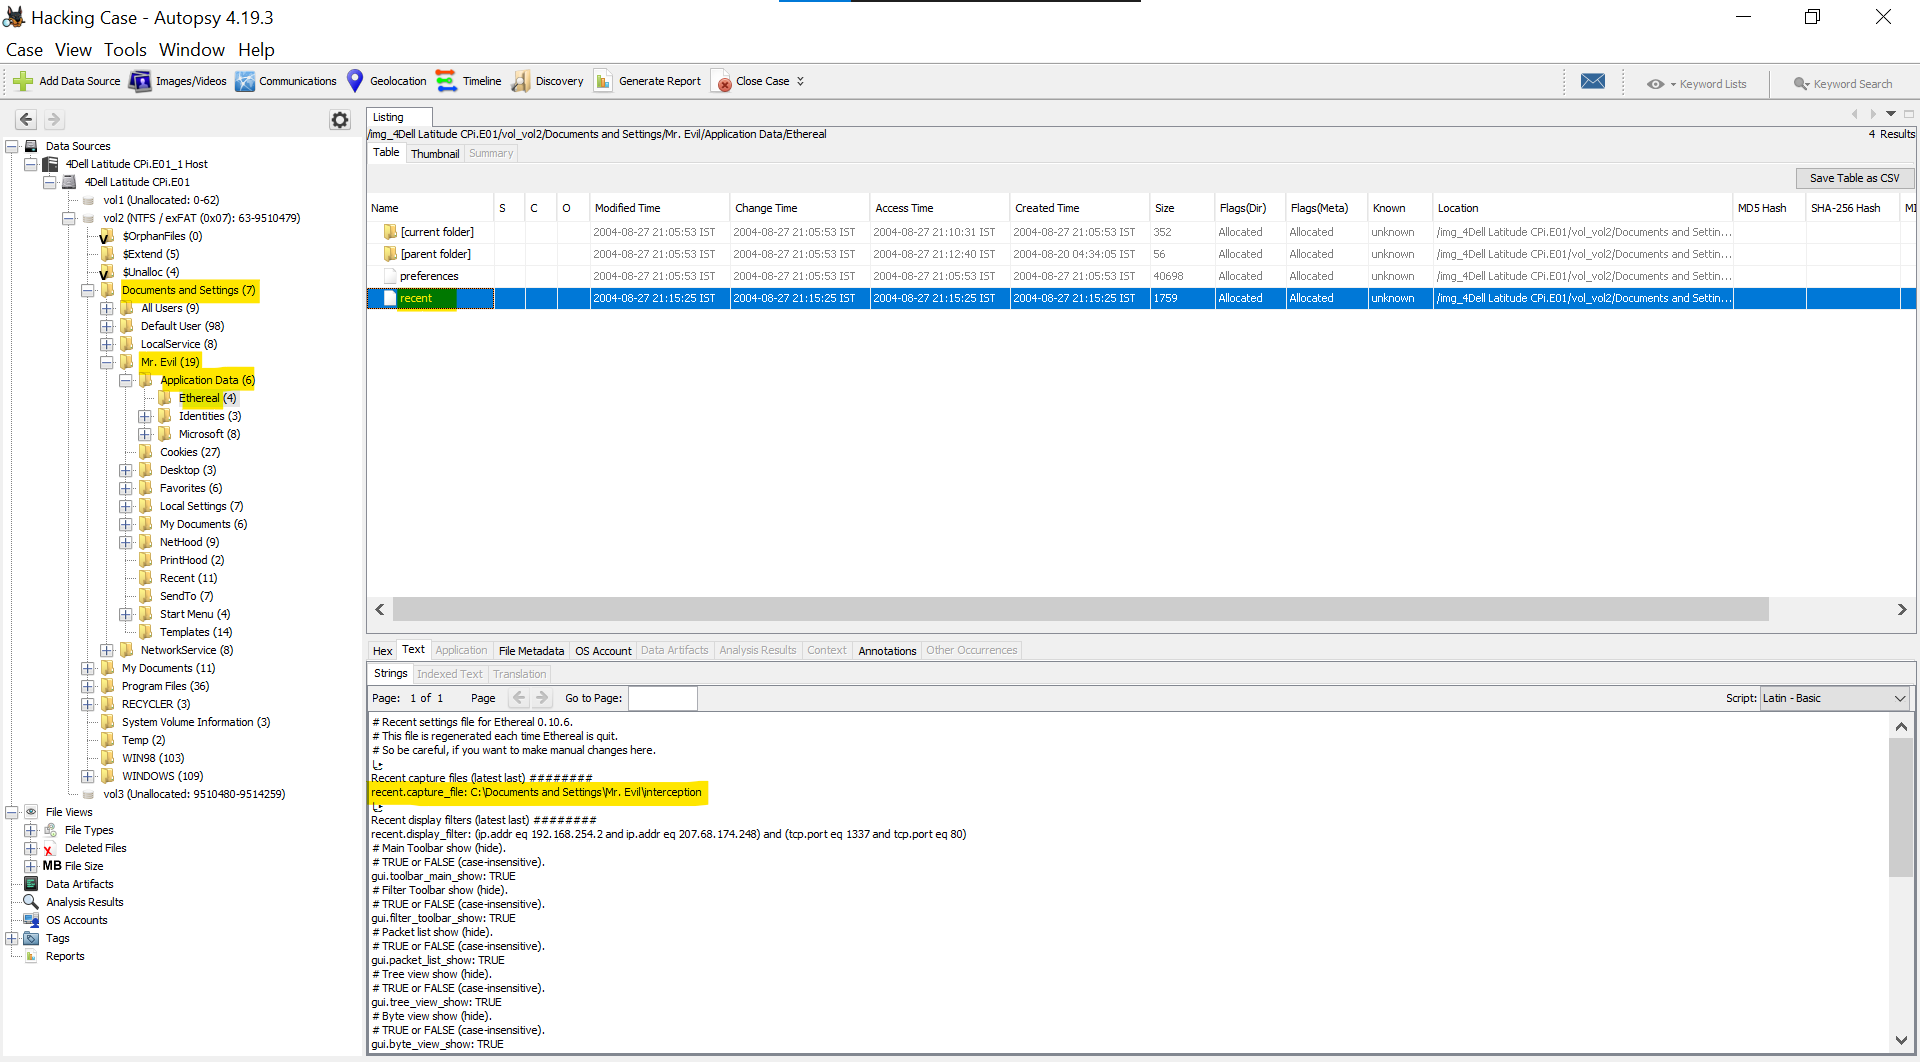 Hacking Case - Autopsy 4.19.3
Case View Tools Window Help
Add Data Source Images/Videos Communications Geolocation Timeline Discovery Generate Report Close Case Keyword Lists Keyword Search
Data Sources
4Dell Latitude CPi.E01_1 Host
4Dell Latitude CPi.E01
vol1 (Unallocated: 0-62)
vol2 (NTFS / exFAT (0x07): 63-9510479)
$OrphanFiles (0)
$Extend (5)
$Unalloc (4)
Documents and Settings (7)
All Users (9)
Default User (98)
LocalService (8)
Mr. Evil (19)
Application Data (6)
Ethereal (4)
Identities (3)
Microsoft (8)
Cookies (27)
Desktop (3)
Favorites (6)
Local Settings (7)
My Documents (6)
NetHood (9)
PrintHood (2)
Recent (11)
SendTo (7)
Start Menu (4)
Templates (14)
NetworkService (8)
My Documents (11)
Program Files (36)
RECYCLER (3)
System Volume Information (3)
Temp (2)
WIN98 (103)
WINDOWS (109)
vol3 (Unallocated: 9510480-9514259)
File Views
File Types
Deleted Files
MB File Size
Data Artifacts
Analysis Results
OS Accounts
Tags
Reports
Listing
/img_4Dell Latitude CPi.E01/vol_vol2/Documents and Settings/Mr. Evil/Application Data/Ethereal
4 Results
Table Thumbnail Summary
Save Table as CSV
Name S C O Modified Time Change Time Access Time Created Time Size Flags(Dir) Flags(Meta) Known Location MD5 Hash SHA-256 Hash MI
[current folder] 2004-08-27 21:05:53 IST 2004-08-27 21:05:53 IST 2004-08-27 21:10:31 IST 2004-08-27 21:05:53 IST 352 Allocated Allocated unknown /img_4Dell Latitude CPi.E01/vol_vol2/Documents and Settin...
[parent folder] 2004-08-27 21:05:53 IST 2004-08-27 21:05:53 IST 2004-08-27 21:12:40 IST 2004-08-20 04:34:05 IST 56 Allocated Allocated unknown /img_4Dell Latitude CPi.E01/vol_vol2/Documents and Settin...
preferences 2004-08-27 21:05:53 IST 2004-08-27 21:05:53 IST 2004-08-27 21:05:53 IST 2004-08-27 21:05:53 IST 40698 Allocated Allocated unknown /img_4Dell Latitude CPi.E01/vol_vol2/Documents and Settin...
recent 2004-08-27 21:15:25 IST 2004-08-27 21:15:25 IST 2004-08-27 21:15:25 IST 2004-08-27 21:15:25 IST 1759 Allocated Allocated unknown /img_4Dell Latitude CPi.E01/vol_vol2/Documents and Settin...
Hex Text Application File Metadata OS Account Data Artifacts Analysis Results Context Annotations Other Occurrences
Strings Indexed Text Translation
Page: 1 of 1 Page Go to Page: Script: Latin - Basic
# Recent settings file for Ethereal 0.10.6.
# This file is regenerated each time Ethereal is quit.
# So be careful, if you want to make manual changes here.
Recent capture files (latest last) ########
recent.capture_file: C:\Documents and Settings\Mr. Evil\interception
Recent display filters (latest last) ########
recent.display_filter: (ip.addr eq 192.168.254.2 and ip.addr eq 207.68.174.248) and (tcp.port eq 1337 and tcp.port eq 80)
# Main Toolbar show (hide).
# TRUE or FALSE (case-insensitive).
gui.toolbar_main_show: TRUE
# Filter Toolbar show (hide).
# TRUE or FALSE (case-insensitive).
gui.filter_toolbar_show: TRUE
# Packet list show (hide).
# TRUE or FALSE (case-insensitive).
gui.packet_list_show: TRUE
# Tree view show (hide).
# TRUE or FALSE (case-insensitive).
gui.tree_view_show: TRUE
# Byte view show (hide).
# TRUE or FALSE (case-insensitive).
gui.byte_view_show: TRUE